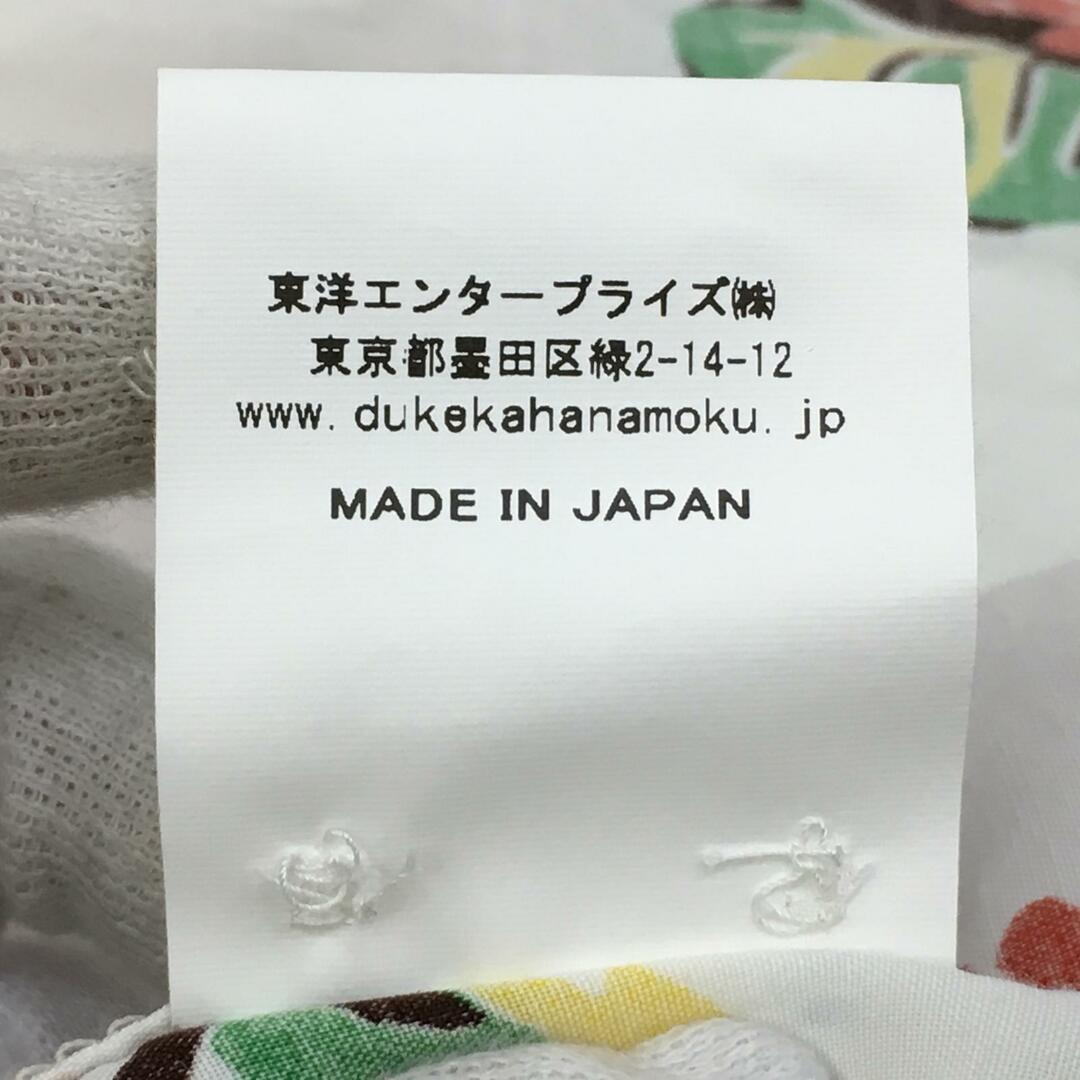 東洋エンタープライズ㈱
東京都墨田区緑2-14-12
www.dukekahanamoku.jp
MADE IN JAPAN